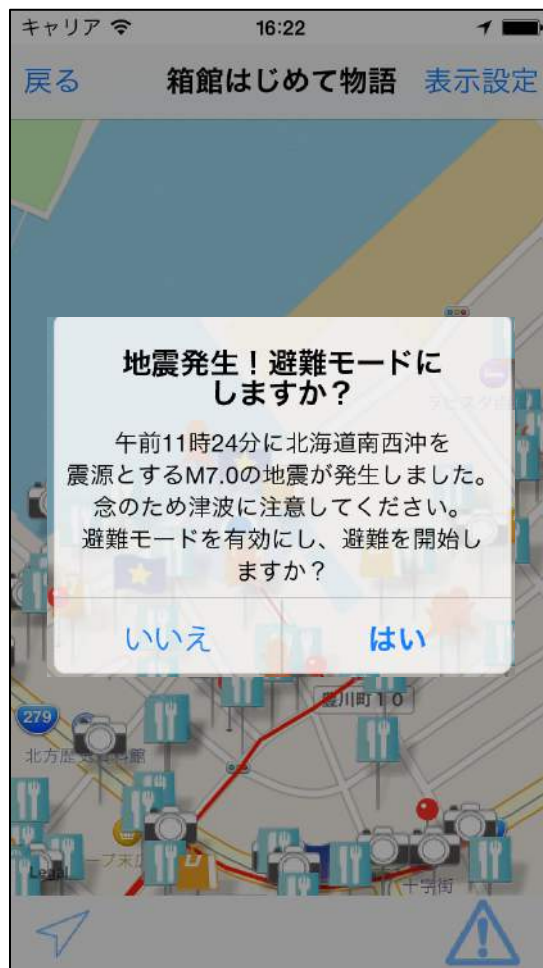 キャリア 16:22
戻る 箱館はじめて物語 表示設定
地震発生！避難モードに
しますか？
午前11時24分に北海道南西沖を
震源とするM7.0の地震が発生しました。
念のため津波に注意してください。
避難モードを有効にし、避難を開始し
ますか？
いいえ はい
豊川町10
279
Legal
十字街